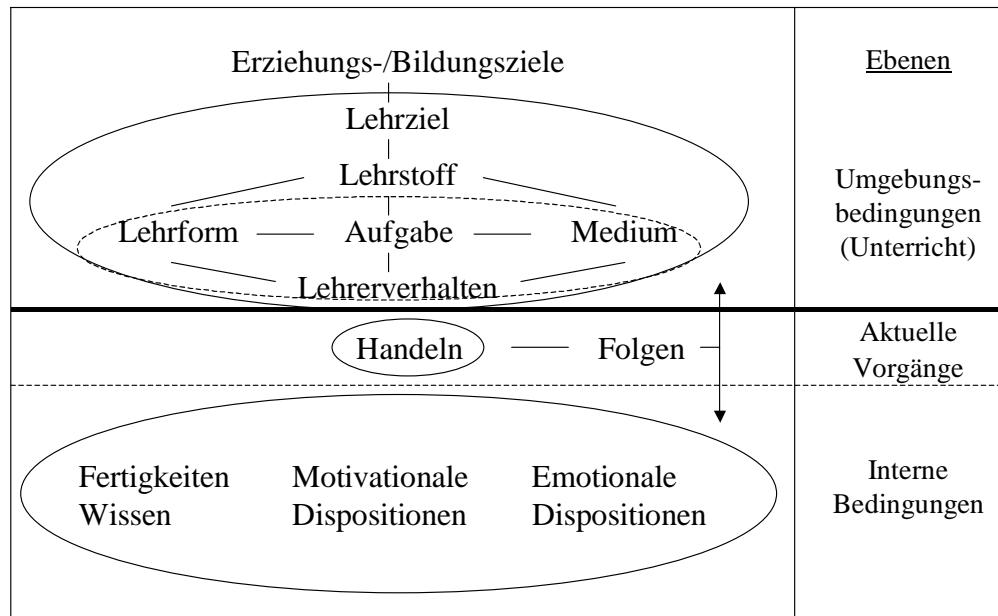 Erziehungs-/Bildungsziele
Ebenen
Lehrziel
Lehrstoff
Lehrform
Aufgabe
Medium
Lehrerverhalten
Umgebungs-
bedingungen
(Unterricht)
Handeln
Folgen
Aktuelle
Vorgänge
Fertigkeiten
Wissen
Motivationale
Dispositionen
Emotionale
Dispositionen
Interne
Bedingungen